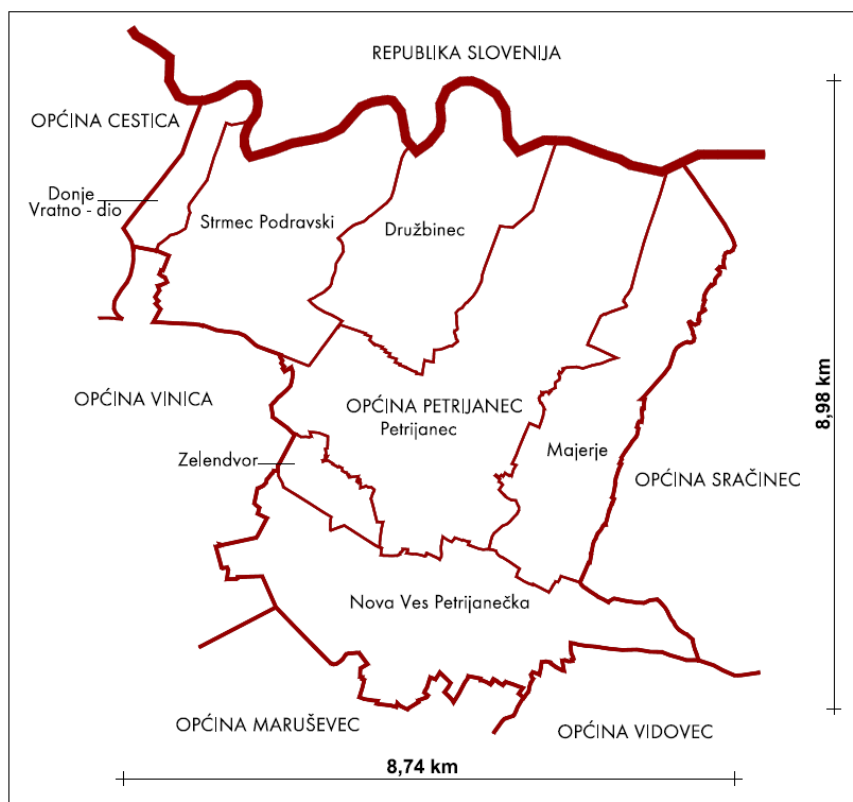 REPUBLIKA SLOVENIJA
OPĆINA CESTICA
Donje
Vratno - dio
Strmec Podravski
Družbinec
OPĆINA VINICA
OPĆINA PETRIJANEC
Petrijanec
8,98 km
Zelendvor
Majerje
OPĆINA SRAČINEC
Nova Ves Petrijanečka
OPĆINA MARUŠEVEC
OPĆINA VIDOVEC
8,74 km